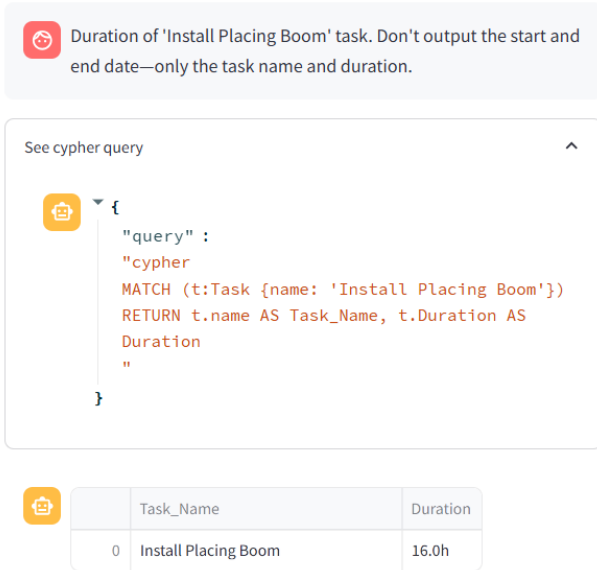 Duration of 'Install Placing Boom' task. Don't output the start and
end date—only the task name and duration.
See cypher query
{
"query" :
"cypher
MATCH (t:Task {name: 'Install Placing Boom'})
RETURN t.name AS Task_Name, t.Duration AS
Duration
"
}
Task_Name Duration
0 Install Placing Boom 16.0h